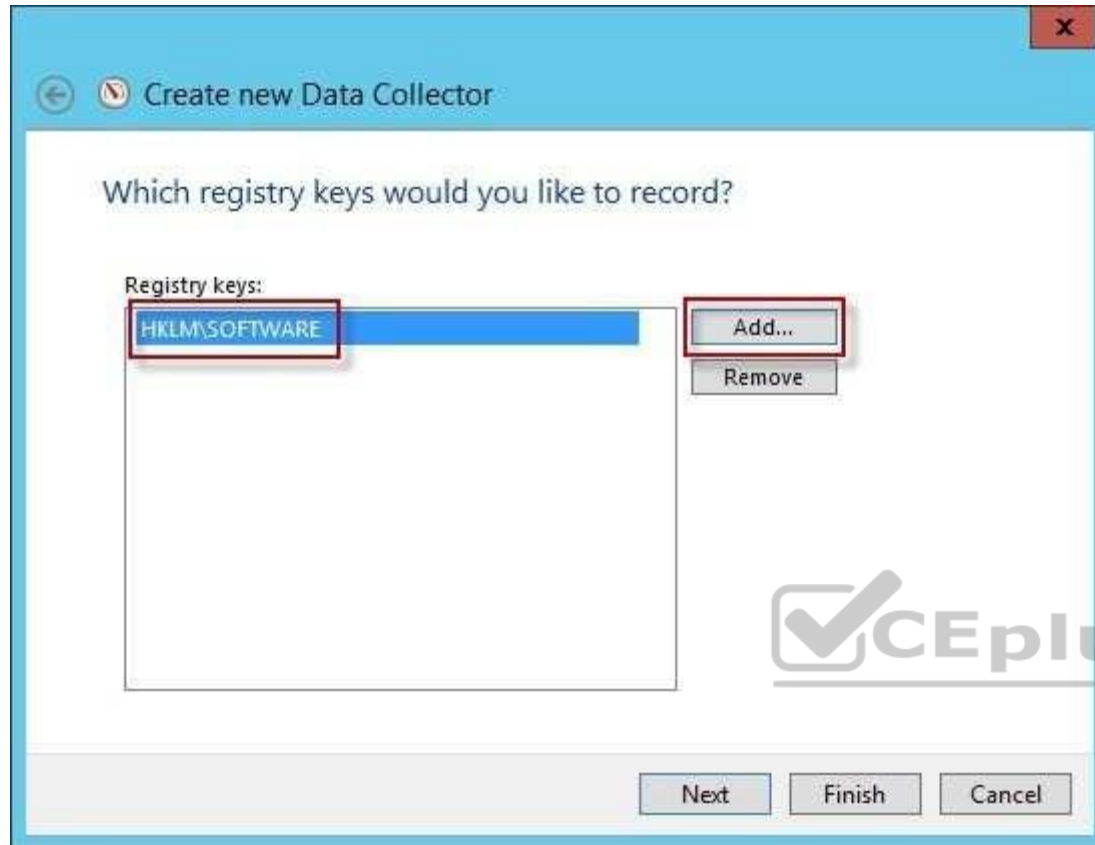 x
Create new Data Collector
Which registry keys would you like to record?
Registry keys:
HKLM\SOFTWARE
Add...
Remove
CEplu
Next Finish Cancel